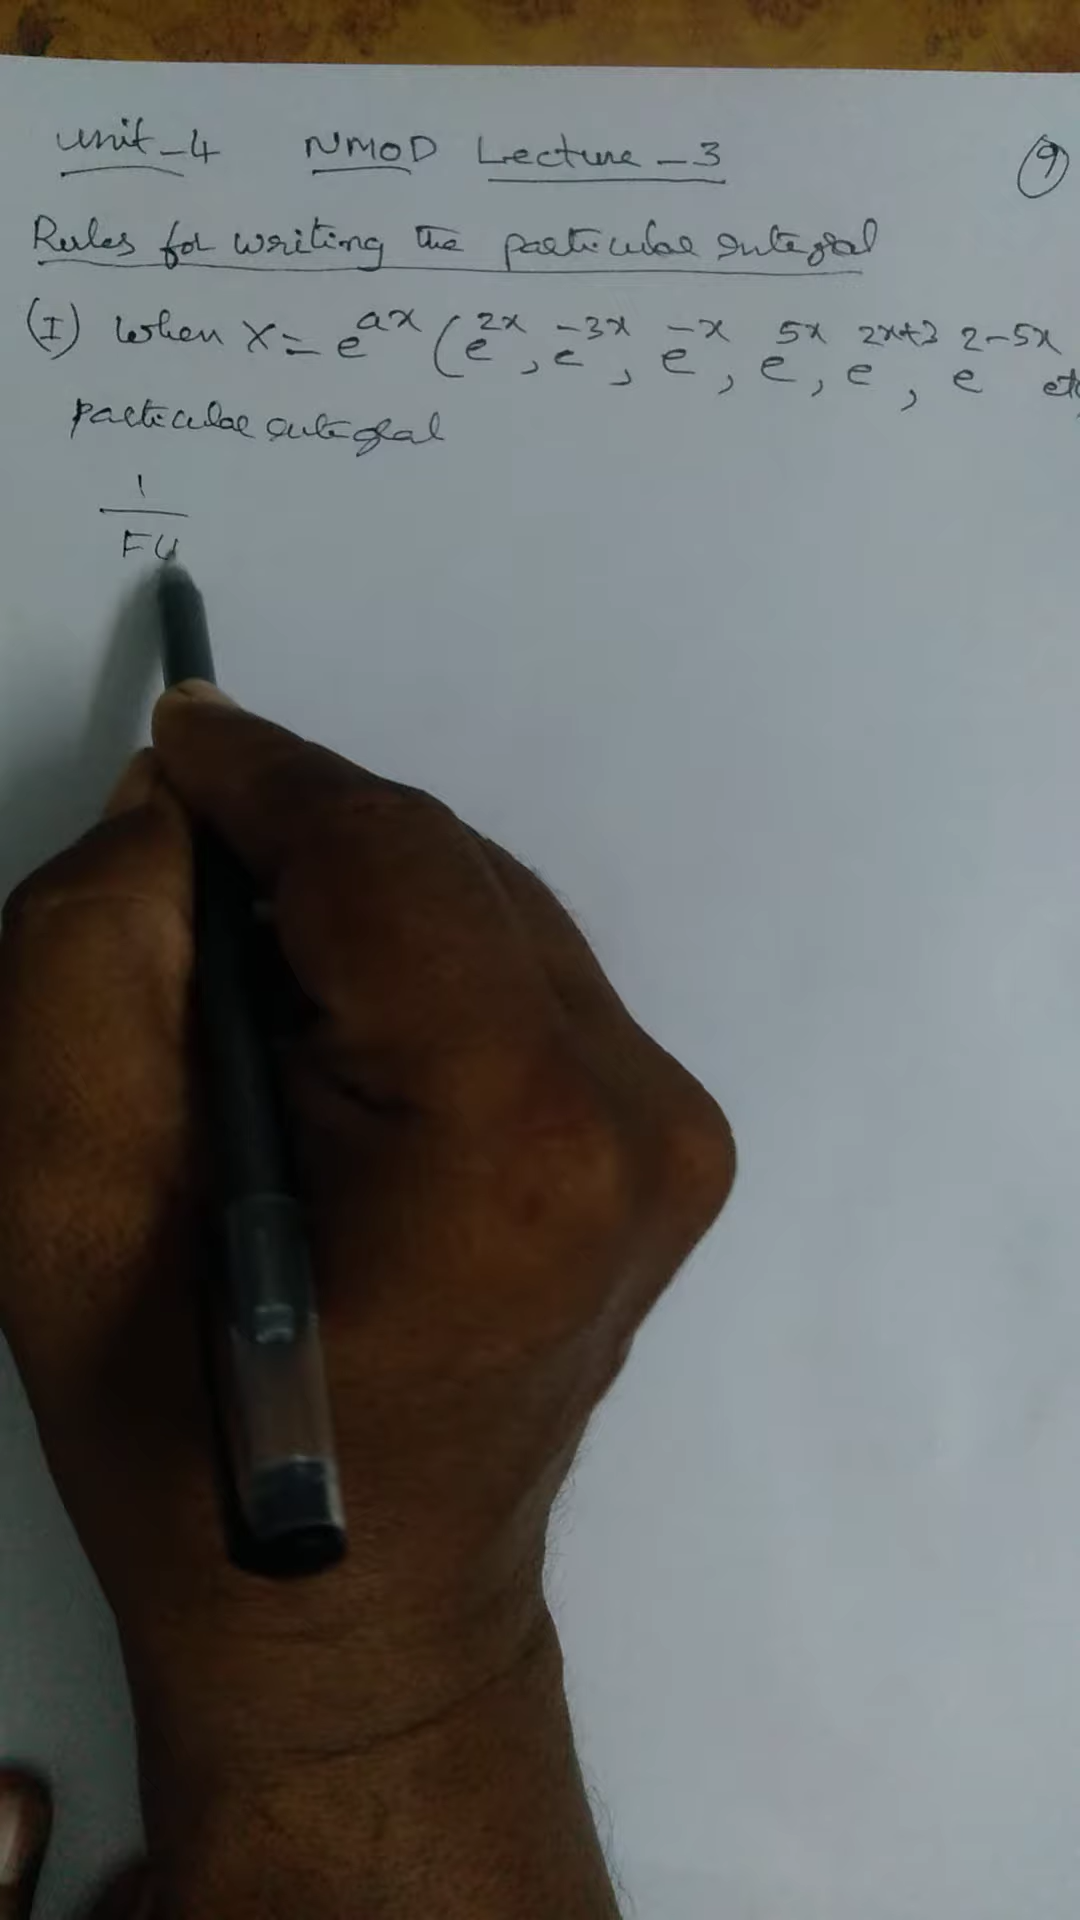 Unit-4 NMOD Lecture-3 9
Rules for writing the particular integral
(I) When X = e^ax (e^2x, e^-3x, e^-x, e^5x, e^2x+3, e^2-5x etc
particular integral
1
F(